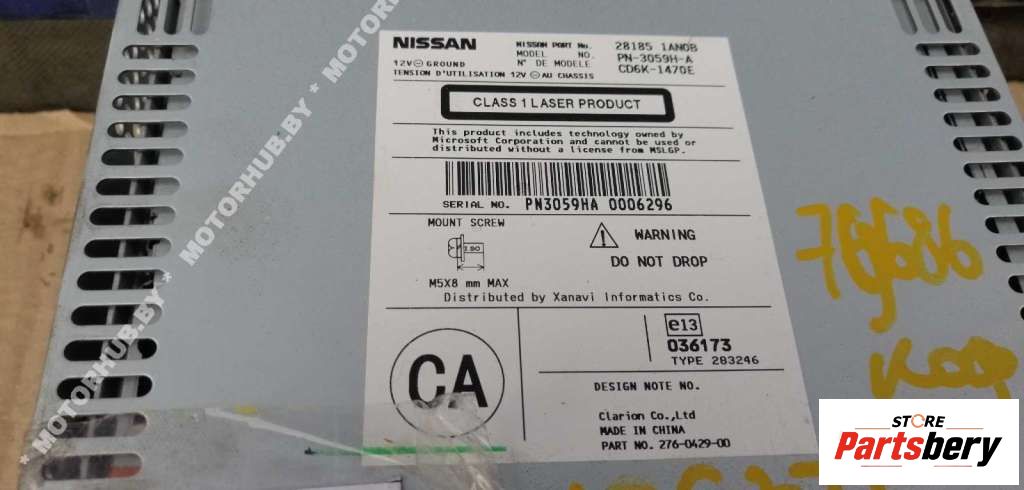 NISSAN NISSAN PART No. 28185 1AN0B
MODEL NO. PN-3059H-A
12V⊝GROUND N° DE MODELE CD6K-1470E
TENSION D'UTILISATION 12V⊝AU CHASSIS
CLASS 1 LASER PRODUCT
This product includes technology owned by
Microsoft Corporation and cannot be used or
distributed without a license from MSLGP.
SERIAL NO. PN3059HA 0006296
MOUNT SCREW
M5X8 mm MAX
WARNING
DO NOT DROP
Distributed by Xanavi Informatics Co.
CA
e13
036173
TYPE 283246
DESIGN NOTE NO.
Clarion Co.,Ltd
MADE IN CHINA
PART NO. 276-0429-00
* MOTORHUB.BY * MOTORHUB.BY * MOTORHUB
STORE
Partsbery